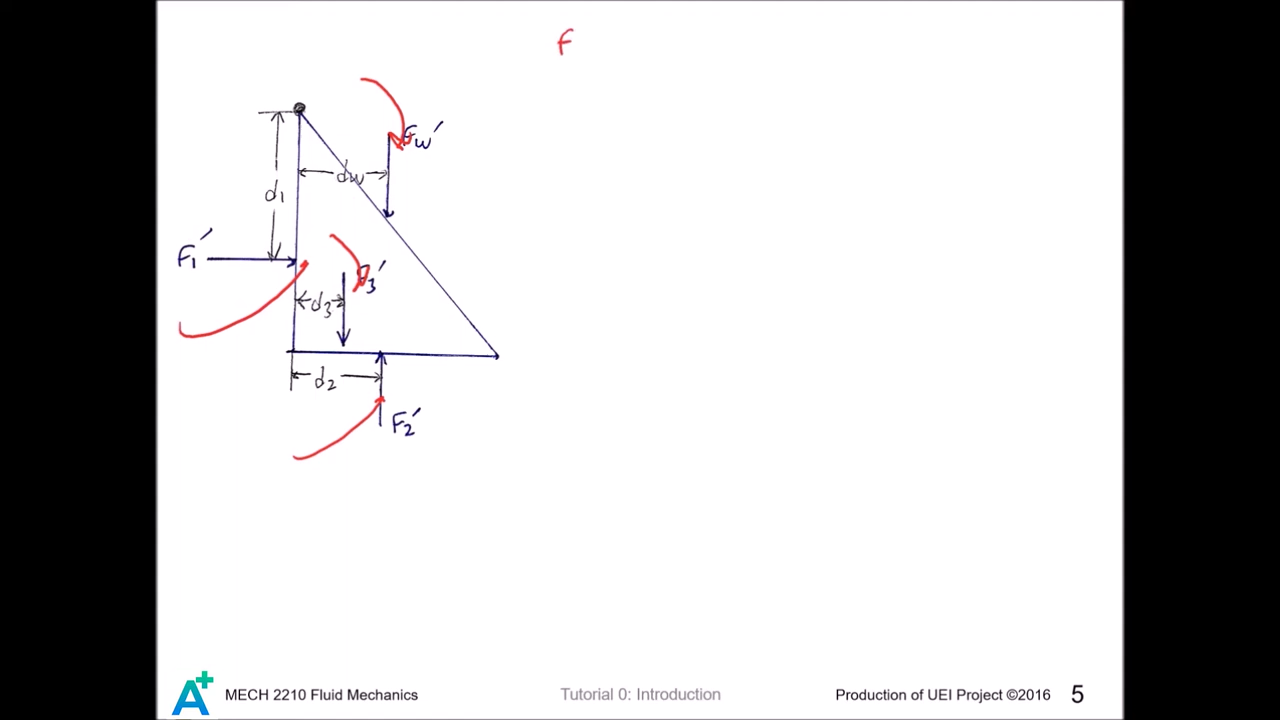 F
Fw′
dw
d1
F1′
F3′
d3
d2
F2′
A+ MECH 2210 Fluid Mechanics Tutorial 0: Introduction Production of UEI Project ©2016 5